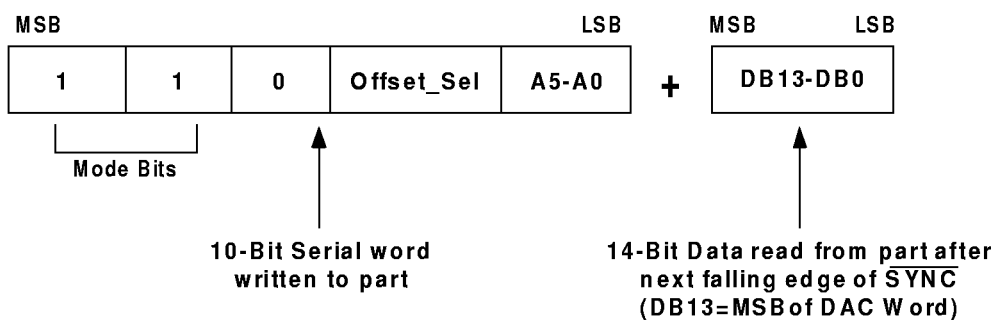 MSB LSB MSB LSB
1 1 0 Offset_Sel A5-A0 + DB13-DB0
Mode Bits
10-Bit Serial word
written to part
14-Bit Data read from part after
next falling edge of SYNC
(DB13=MSB of DAC Word)